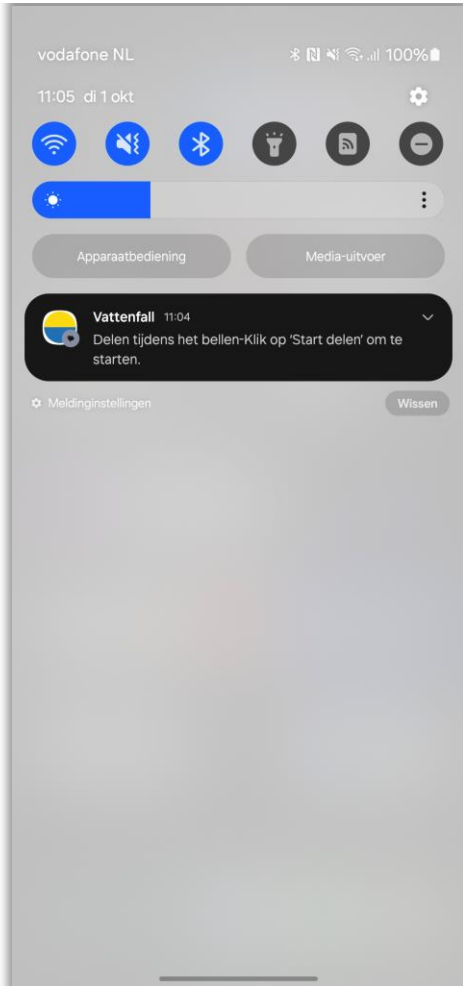 vodafone NL 100%
11:05 di 1 okt
Apparaatbediening Media-uitvoer
Vattenfall 11:04
Delen tijdens het bellen-Klik op ‘Start delen’ om te
starten.
Meldinginstellingen Wissen